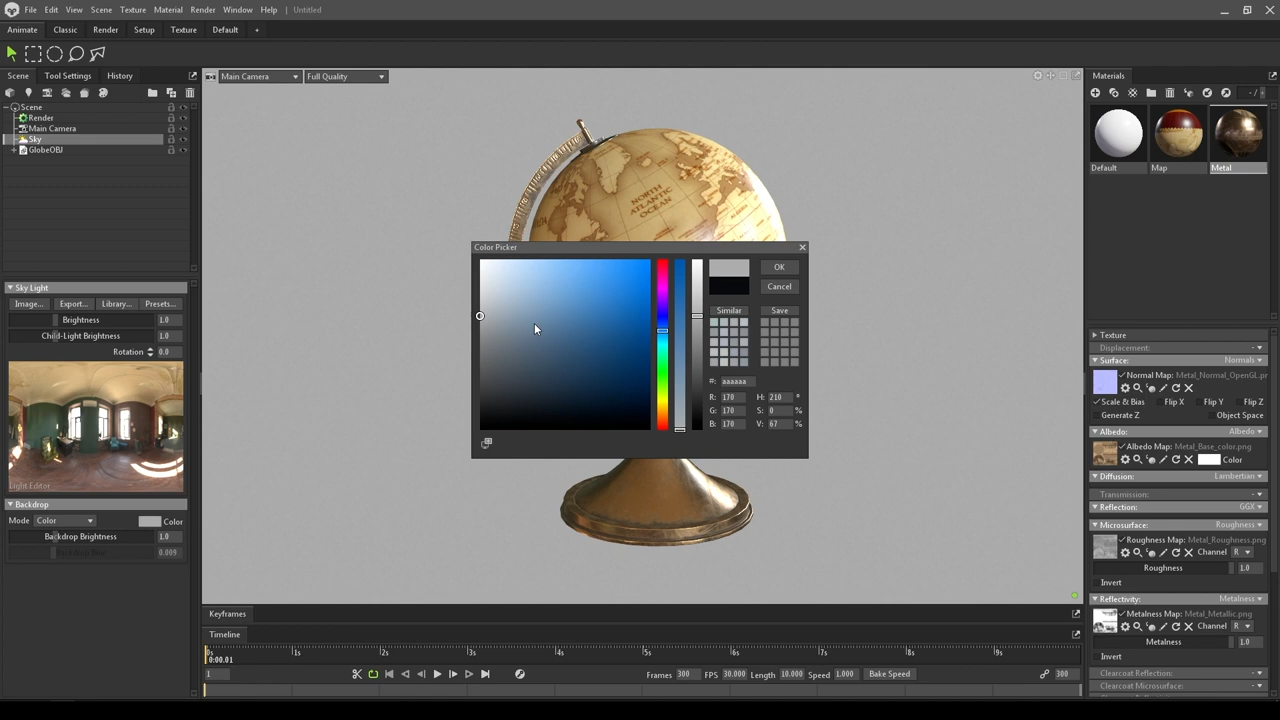 File Edit View Scene Texture Material Render Window Help Untitled
Animate Classic Render Setup Texture Default +
Scene Tool Settings History
Main Camera Full Quality
Materials
Scene
Render
Main Camera
Sky
GlobeOBJ
- /
Default Map Metal
NORTH
ATLANTIC
OCEAN
Color Picker
OK
Cancel
Similar Save
#: aaaaaa
R: 170 H: 210 °
G: 170 S: 0 %
B: 170 V: 67 %
Sky Light
Image... Export... Library... Presets...
Brightness 1.0
Child-Light Brightness 1.0
Rotation 0.0
Light Editor
Backdrop
Mode Color Color
Backdrop Brightness 1.0
Backdrop Blur 0.009
Texture
Displacement:
Surface: Normals
Normal Map: Metal_Normal_OpenGL.pr
Scale & Bias Flip X Flip Y Flip Z
Generate Z Object Space
Albedo: Albedo
Albedo Map: Metal_Base_color.png
Color
Diffusion: Lambertian
Transmission:
Reflection: GGX
Microsurface: Roughness
Roughness Map: Metal_Roughness.png
Channel R
Roughness 1.0
Invert
Reflectivity: Metalness
Metalness Map: Metal_Metallic.png
Channel R
Metalness 1.0
Invert
Clearcoat Reflection:
Clearcoat Microsurface:
Keyframes
Timeline
0s 1s 2s 3s 4s 5s 6s 7s 8s 9s
0:00.01
1 Frames 300 FPS 30.000 Length 10.000 Speed 1.000 Bake Speed 300